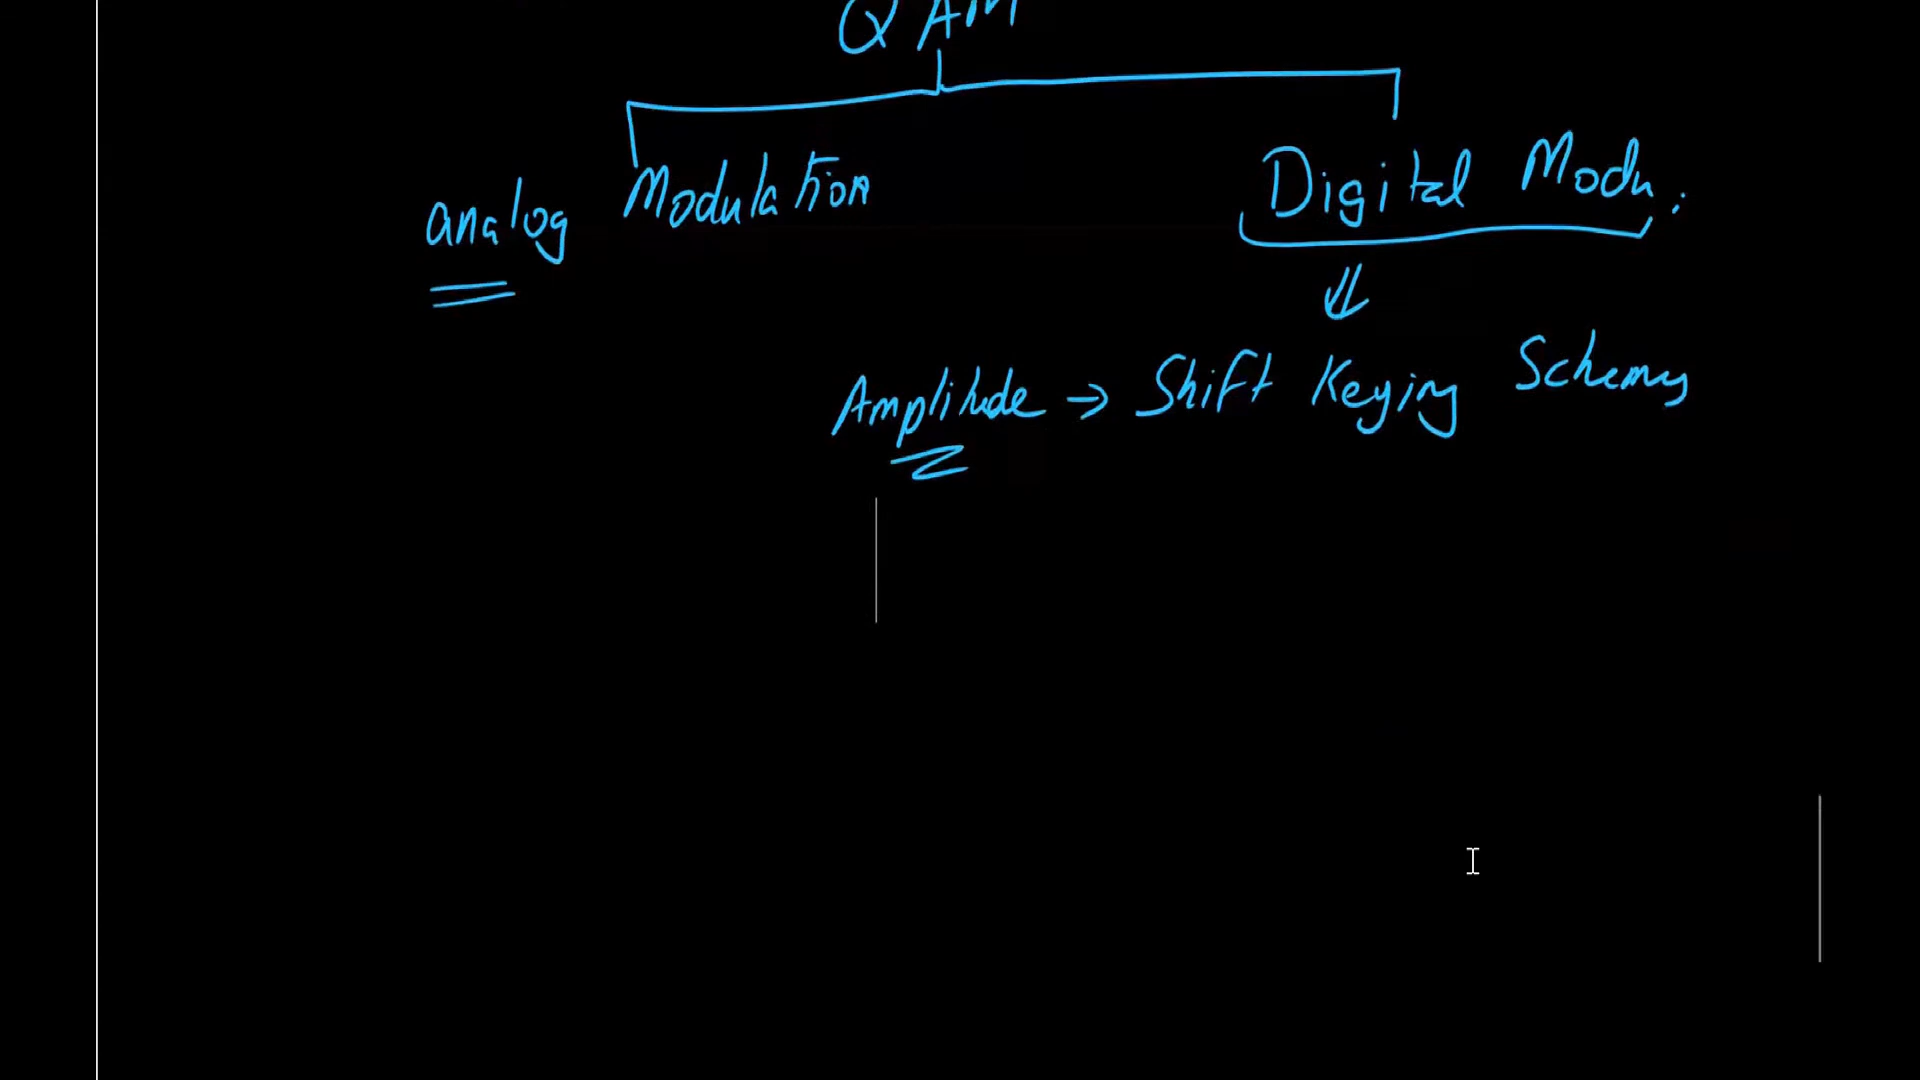 QAM
analog Modulation
Digital Modu.
Amplitude → Shift Keying Schemes